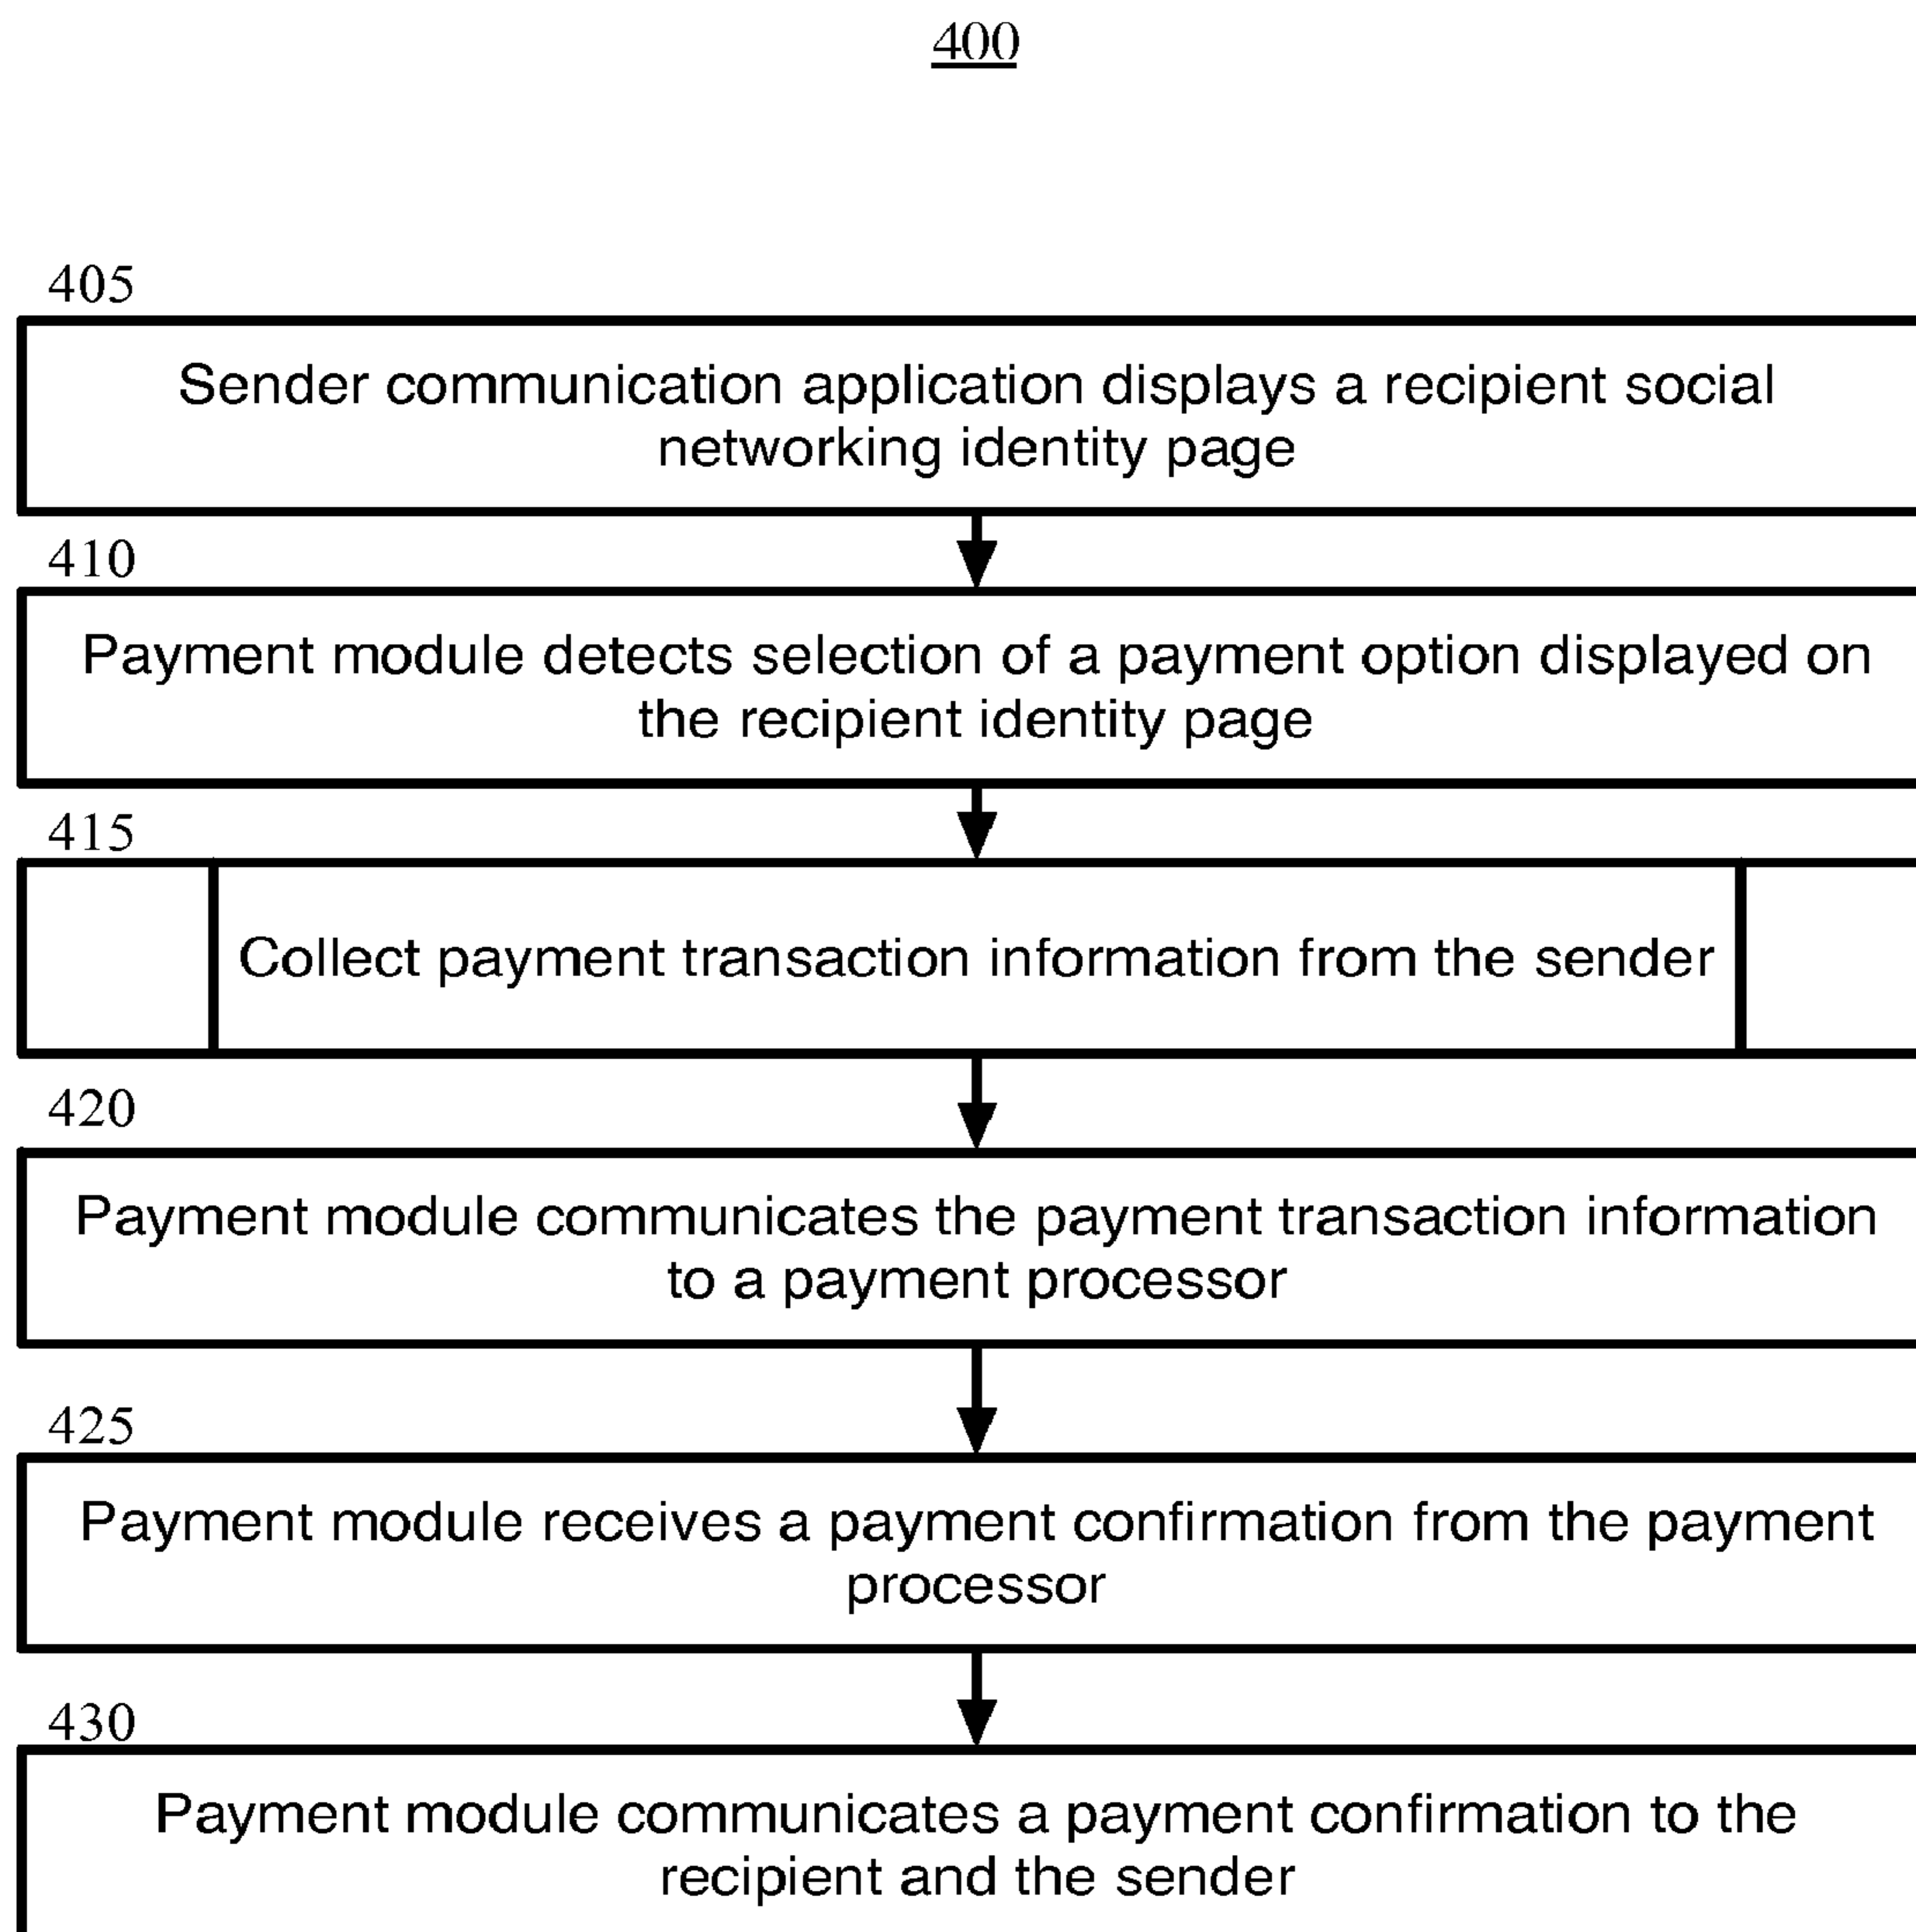 400
405
Sender communication application displays a recipient social
networking identity page
410
Payment module detects selection of a payment option displayed on
the recipient identity page
415
Collect payment transaction information from the sender
420
Payment module communicates the payment transaction information
to a payment processor
425
Payment module receives a payment confirmation from the payment
processor
430
Payment module communicates a payment confirmation to the
recipient and the sender